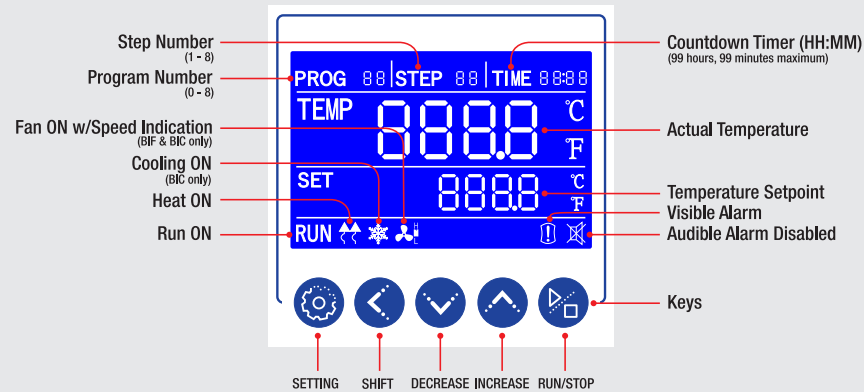 Step Number
(1 - 8)
Program Number
(0 - 8)
Fan ON w/Speed Indication
(BIF & BIC only)
Cooling ON
(BIC only)
Heat ON
Run ON
PROG 88 STEP 88 TIME 88:88
TEMP 888.8 °C
°F
SET 888.8 °C
°F
RUN
Countdown Timer (HH:MM)
(99 hours, 99 minutes maximum)
Actual Temperature
Temperature Setpoint
Visible Alarm
Audible Alarm Disabled
Keys
SETTING SHIFT DECREASE INCREASE RUN/STOP